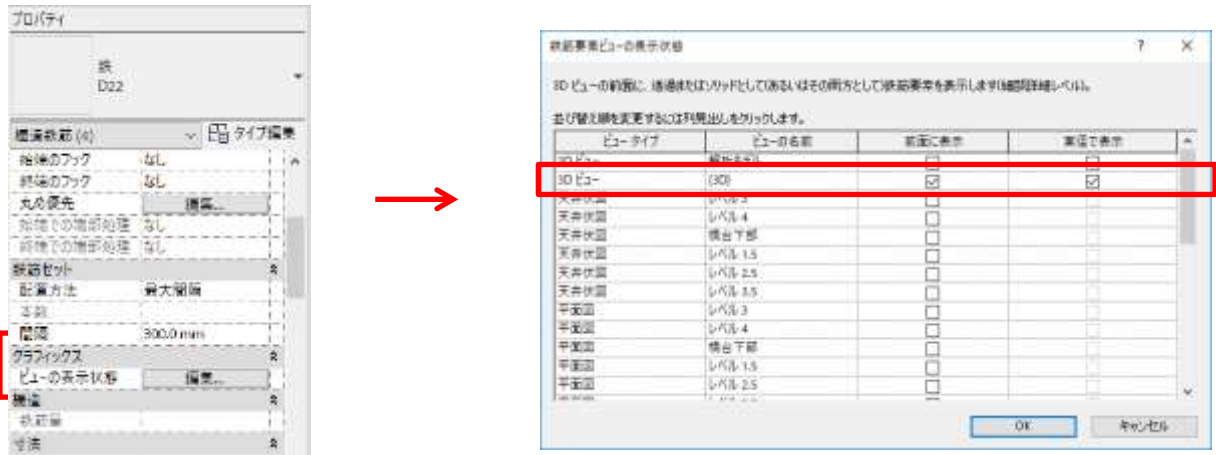 プロパティ
鉄
D22
構造鉄筋 (4)
タイプ編集
始端のフック なし
終端のフック なし
丸め優先 編集...
始端での端部処理 なし
終端での端部処理 なし
鉄筋セット
配置方法 最大間隔
本数
間隔 300.0 mm
グラフィックス
ビューの表示状態 編集...
構造
鉄筋量
寸法
鉄筋要素ビューの表示状態 ? ×
3D ビューの前面に、透過またはソリッドとして(あるいはその両方として)鉄筋要素を表示します(詳細詳細レベル)。
並び替え順を変更するには列見出しをクリックします。
ビュー タイプ ビューの名前 前面に表示 実径で表示
3D ビュー 解析モデル
3D ビュー {3D}
天井伏図 レベル 3
天井伏図 レベル 4
天井伏図 橋台下部
天井伏図 レベル 1.5
天井伏図 レベル 2.5
天井伏図 レベル 3.5
平面図 レベル 3
平面図 レベル 4
平面図 橋台下部
平面図 レベル 1.5
平面図 レベル 2.5
OK キャンセル